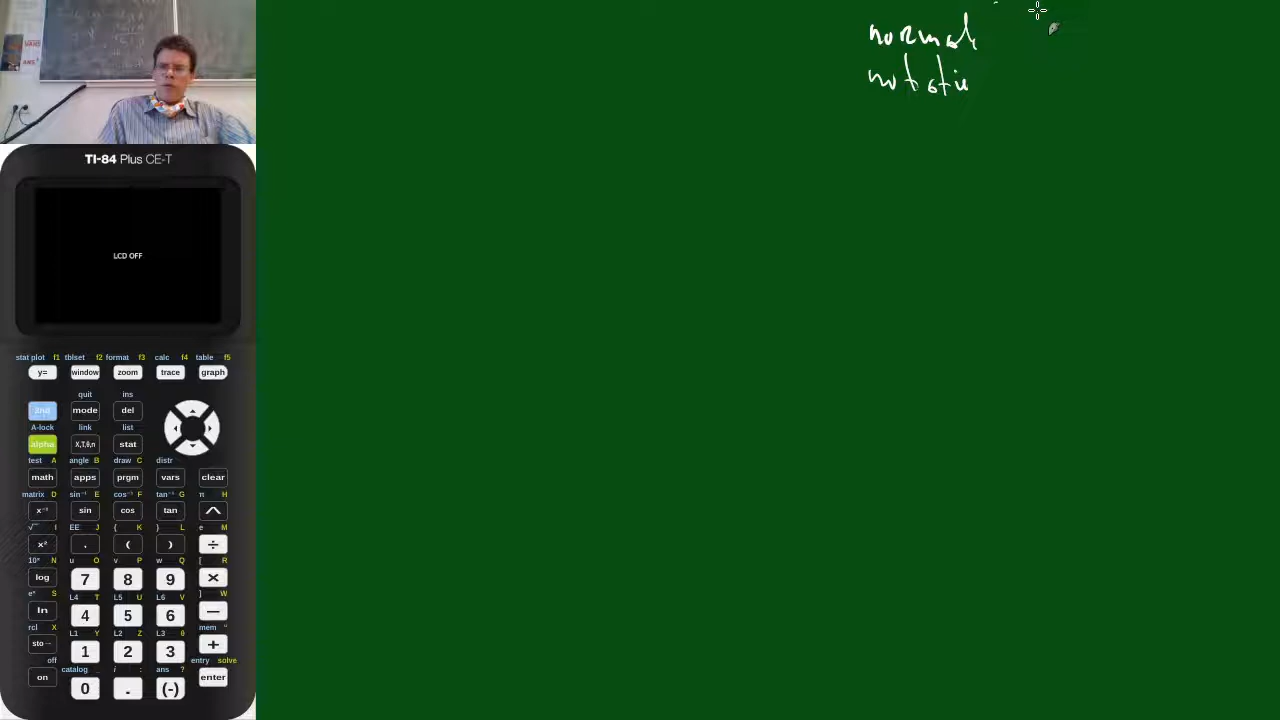 VANS
TI-84 Plus CE-T
LCD OFF
normal
notatie
stat plot f1 tblset f2 format f3 calc f4 table f5
y= window zoom trace graph
quit ins
2nd mode del
A-lock link list
alpha X,T,θ,n stat
test A angle B draw C distr
math apps prgm vars clear
matrix D sin⁻¹ E cos⁻¹ F tan⁻¹ G π H
x⁻¹ sin cos tan ^
√ I EE J { K } L e M
x² , ( ) ÷
10ˣ N u O v P w Q [ R
log 7 8 9 ×
eˣ S L4 T L5 U L6 V ] W
ln 4 5 6 —
rcl X L1 Y L2 Z L3 θ mem "
sto→ 1 2 3 +
off catalog _ i : ans ? entry solve
on 0 . (-) enter